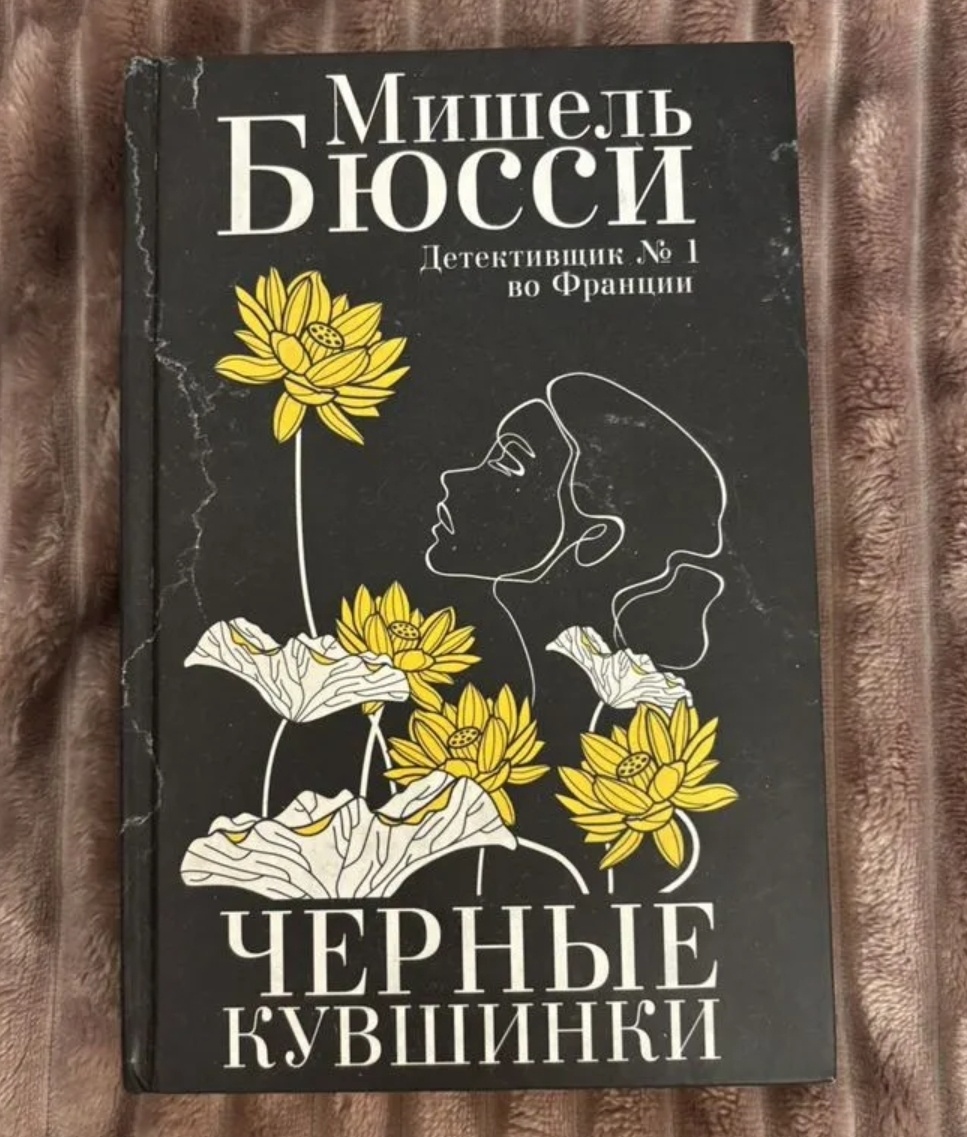 Мишель
Бюсси
Детективщик № 1
во Франции
ЧЕРНЫЕ
КУВШИНКИ